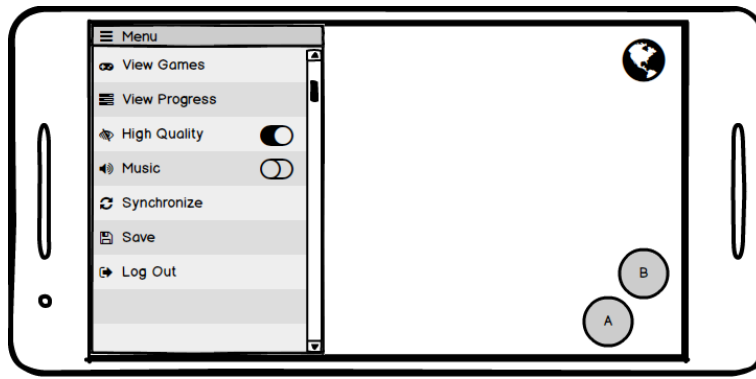 Menu
View Games
View Progress
High Quality
Music
Synchronize
Save
Log Out
B
A